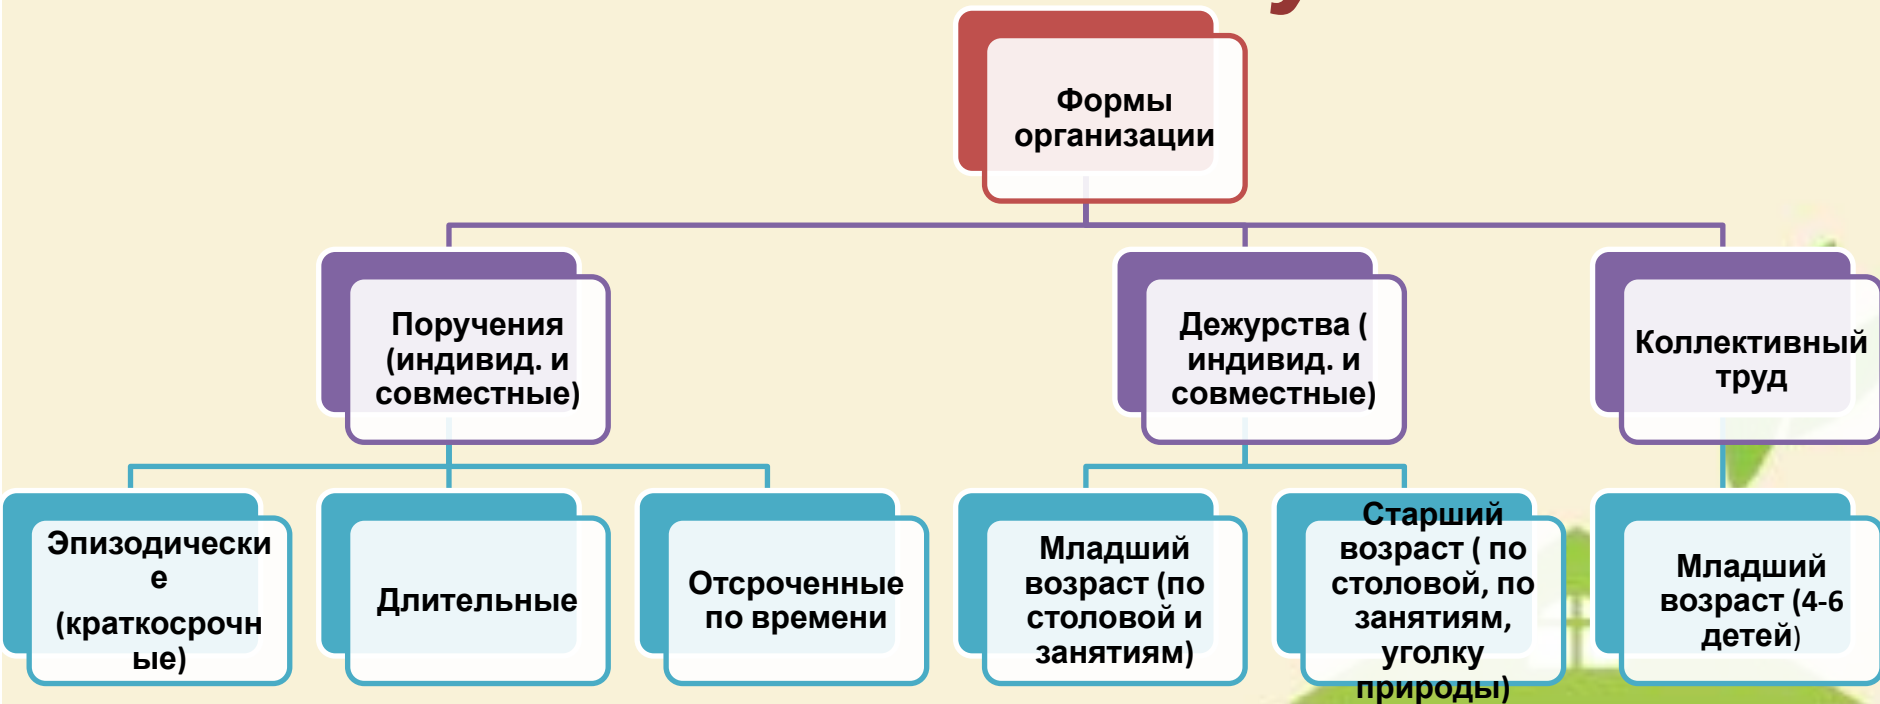 Формы
организации
Поручения
(индивид. и
совместные)
Дежурства (
индивид. и
совместные)
Коллективный
труд
Эпизодически
е
(краткосрочн
ые)
Длительные
Отсроченные
по времени
Младший
возраст (по
столовой и
занятиям)
Старший
возраст ( по
столовой, по
занятиям,
уголку
природы)
Младший
возраст (4-6
детей)